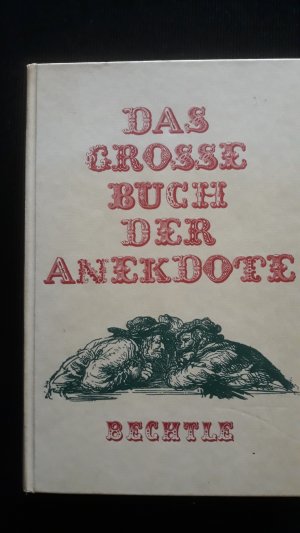 DAS
GROSSE
BUCH
DER
ANEKDOTE
BECHTLE